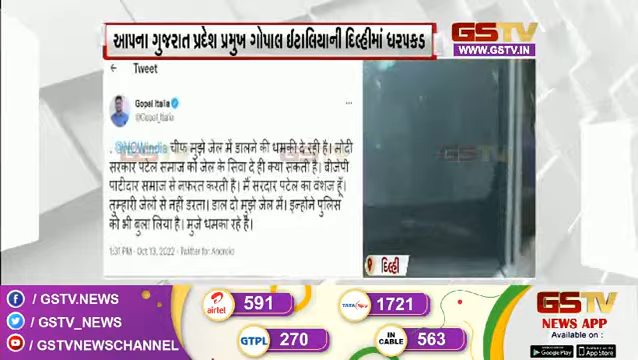 આપના ગુજરાત પ્રદેશ પ્રમુખ ગોપાલ ઇટાલિયાની દિલ્હીમાં ધરપકડ
GSTV
WWW.GSTV.IN
Tweet
Gopal Italia
@Gopal_Italia
. @NCWIndia चीफ मुझे जेल में डालने की धमकी दे रही है। मोदी
सरकार पटेल समाज को जेल के सिवा दे ही क्या सकती है। बीजेपी
पाटीदार समाज से नफरत करती है। मैं सरदार पटेल का वंशज हूँ।
तुम्हारी जेलों से नहीं डरता। डाल दो मुझे जेल में। इन्होंने पुलिस
को भी बुला लिया है। मुजे धमका रहे है।
1:31 PM · Oct 13, 2022 · Twitter for Android
દિલ્હી
/ GSTV.NEWS
/ GSTV_NEWS
/ GSTVNEWSCHANNEL
airtel 591
TATA Play 1721
GTPL 270
IN CABLE 563
GSTV
NEWS APP
Available on :
Google Play
App Store